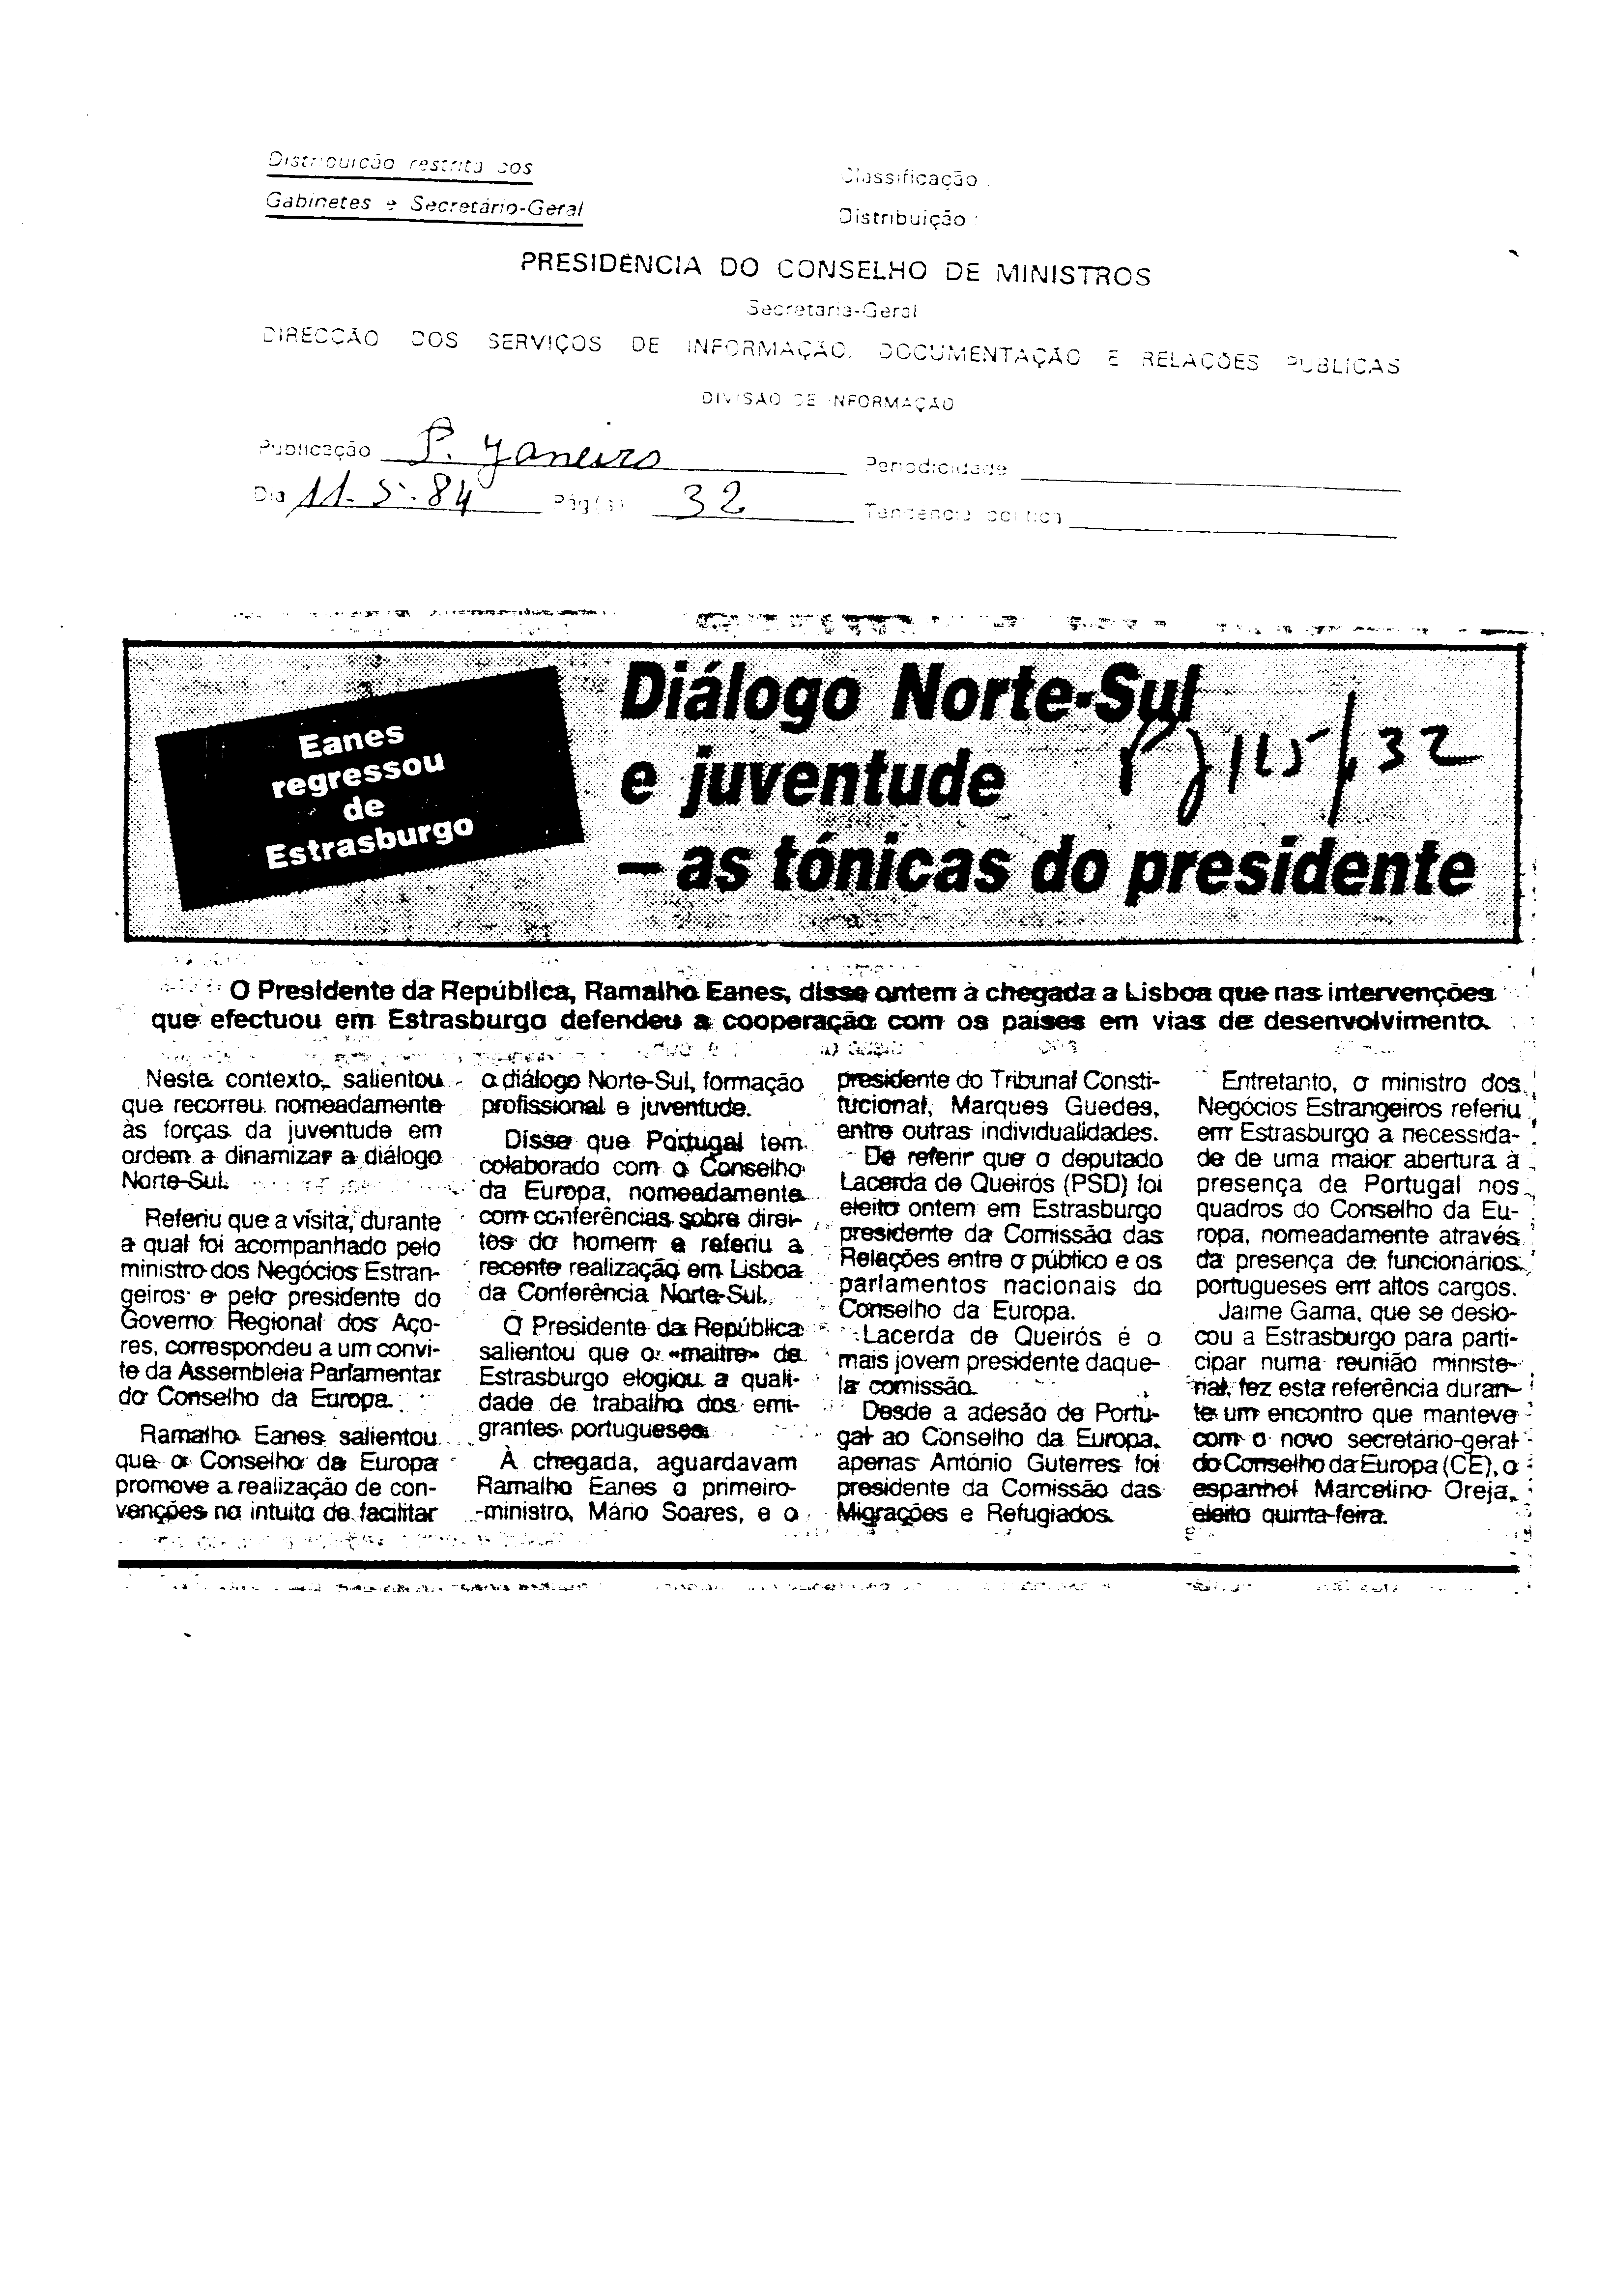 Distribuição restrita aos
Gabinetes e Secretário-Geral
Classificação
Distribuição :
PRESIDÊNCIA DO CONSELHO DE MINISTROS
Secretaria-Geral
DIRECÇÃO DOS SERVIÇOS DE INFORMAÇÃO, DOCUMENTAÇÃO E RELAÇÕES PUBLICAS
DIVISÃO DE INFORMAÇÃO
Publicação P. Janeiro Periodicidade
Dia 11.5.84 Pág(s) 32 Tendência política
Eanes
regressou
de
Estrasburgo
Diálogo Norte-Sul
e juventude
— as tónicas do presidente
O Presidente da República, Ramalho Eanes, disse ontem à chegada a Lisboa que nas intervenções
que efectuou em Estrasburgo defendeu a cooperação com os países em vias de desenvolvimento.
Neste contexto, salientou
que recorreu nomeadamente
às forças da juventude em
ordem a dinamizar a diálogo
Norte-Sul.
Referiu que a visita, durante
a qual foi acompanhado pelo
ministro dos Negócios Estran-
geiros e pelo presidente do
Governo Regional dos Aço-
res, correspondeu a um convi-
te da Assembleia Parlamentar
do Conselho da Europa.
Ramalho Eanes salientou
que o Conselho da Europa
promove a realização de con-
venções no intuito de facilitar
o diálogo Norte-Sul, formação
profissional e juventude.
Disse que Portugal tem
colaborado com o Conselho
da Europa, nomeadamente
com conferências sobre direi-
tos do homem e referiu a
recente realização em Lisboa
da Conferência Norte-Sul.
O Presidente da República
salientou que o «maitre» de
Estrasburgo elogiou a quali-
dade de trabalho dos emi-
grantes portugueses.
À chegada, aguardavam
Ramalho Eanes o primeiro-
-ministro, Mário Soares, e o
presidente do Tribunal Consti-
tucional, Marques Guedes,
entre outras individualidades.
De referir que o deputado
Lacerda de Queirós (PSD) foi
eleito ontem em Estrasburgo
presidente da Comissão das
Relações entre o público e os
parlamentos nacionais do
Conselho da Europa.
Lacerda de Queirós é o
mais jovem presidente daque-
la comissão.
Desde a adesão de Portu-
gal ao Conselho da Europa,
apenas António Guterres foi
presidente da Comissão das
Migrações e Refugiados.
Entretanto, o ministro dos
Negócios Estrangeiros referiu
em Estrasburgo a necessida-
de de uma maior abertura à
presença de Portugal nos
quadros do Conselho da Eu-
ropa, nomeadamente através
da presença de funcionários
portugueses em altos cargos.
Jaime Gama, que se deslo-
cou a Estrasburgo para parti-
cipar numa reunião ministe-
rial, fez esta referência duran-
te um encontro que manteve
com o novo secretário-geral
do Conselho da Europa (CE), o
espanhol Marcelino Oreja,
eleito quinta-feira.